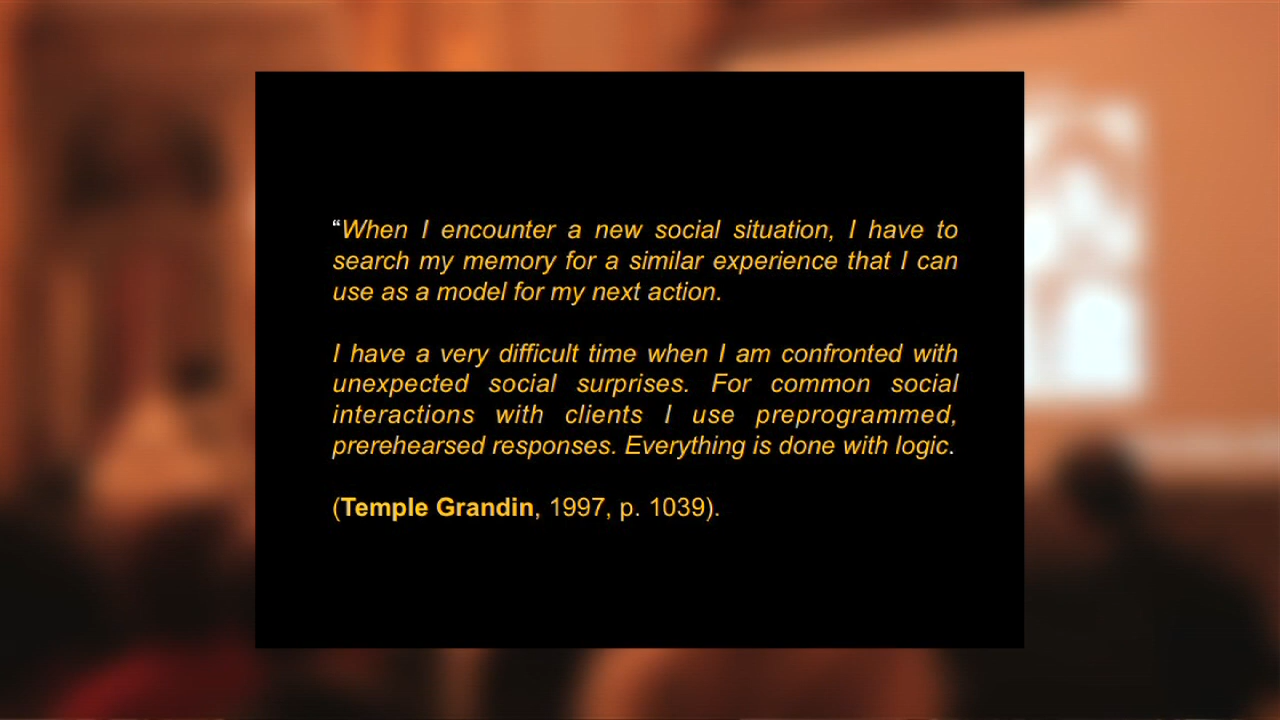 “When I encounter a new social situation, I have to
search my memory for a similar experience that I can
use as a model for my next action.
I have a very difficult time when I am confronted with
unexpected social surprises. For common social
interactions with clients I use preprogrammed,
prerehearsed responses. Everything is done with logic.
(Temple Grandin, 1997, p. 1039).